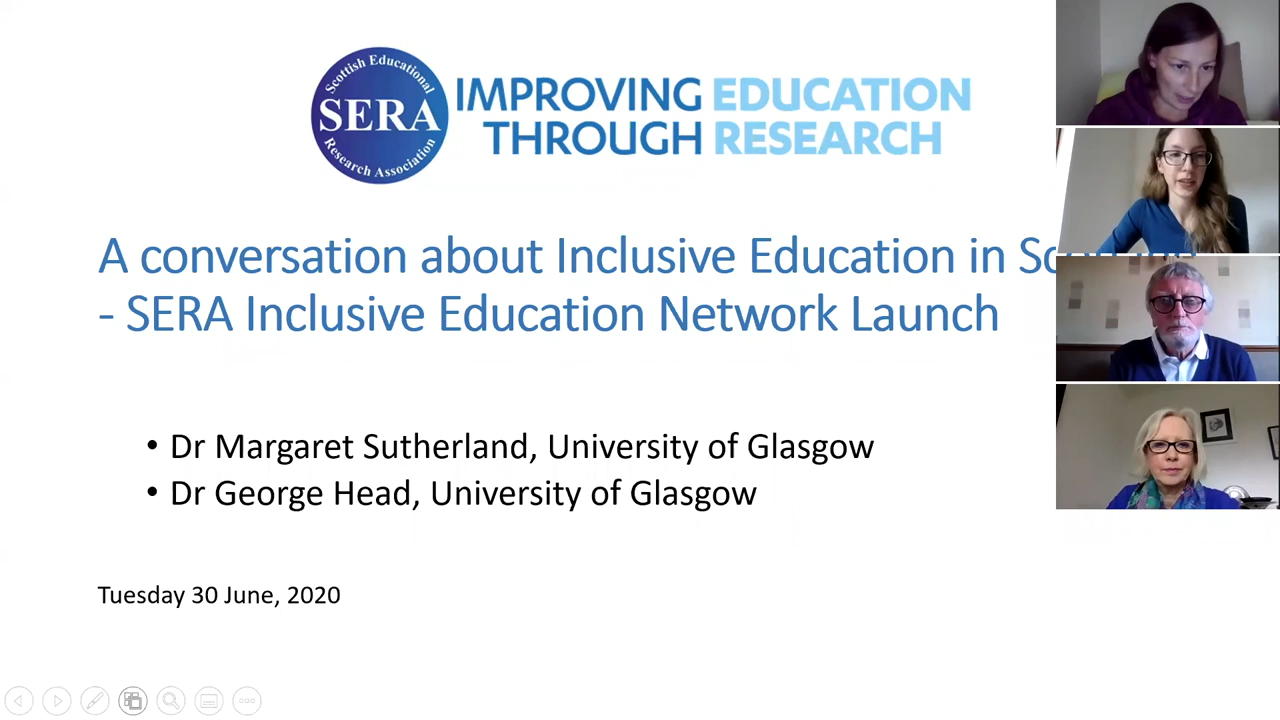 Scottish Educational
SERA
Research Association
IMPROVING EDUCATION
THROUGH RESEARCH
A conversation about Inclusive Education in
- SERA Inclusive Education Network Launch
• Dr Margaret Sutherland, University of Glasgow
• Dr George Head, University of Glasgow
Tuesday 30 June, 2020